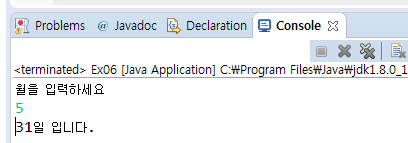 Problems @ Javadoc Declaration Console
<terminated> Ex06 [Java Application] C:₩Program Files₩Java₩jdk1.8.0_1
월을 입력하세요
5
31일 입니다.